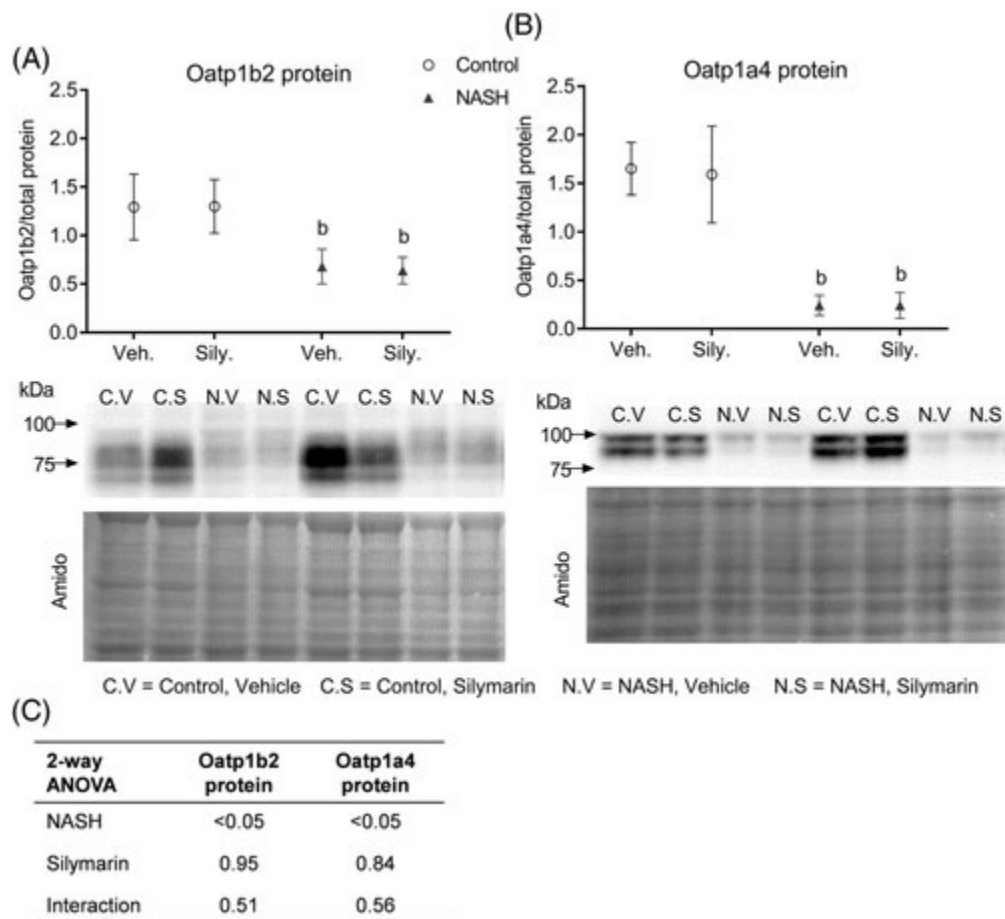 (A)
Oatp1b2 protein
Control
NASH
2.5
2.0
1.5
1.0
0.5
0.0
Oatp1b2/total protein
b
b
Veh.
Sily.
Veh.
Sily.
kDa
C.V C.S N.V N.S C.V C.S N.V N.S
100
75
Amido
(B)
Oatp1a4 protein
2.5
2.0
1.5
1.0
0.5
0.0
Oatp1a4/total protein
b
b
Veh.
Sily.
Veh.
Sily.
kDa
C.V C.S N.V N.S C.V C.S N.V N.S
100
75
Amido
C.V = Control, Vehicle C.S = Control, Silymarin N.V = NASH, Vehicle N.S = NASH, Silymarin
(C)
2-way ANOVA Oatp1b2 protein Oatp1a4 protein
NASH <0.05 <0.05
Silymarin 0.95 0.84
Interaction 0.51 0.56